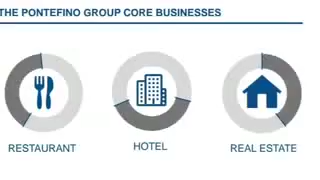 THE PONTEFINO GROUP CORE BUSINESSES
RESTAURANT
HOTEL
REAL ESTATE